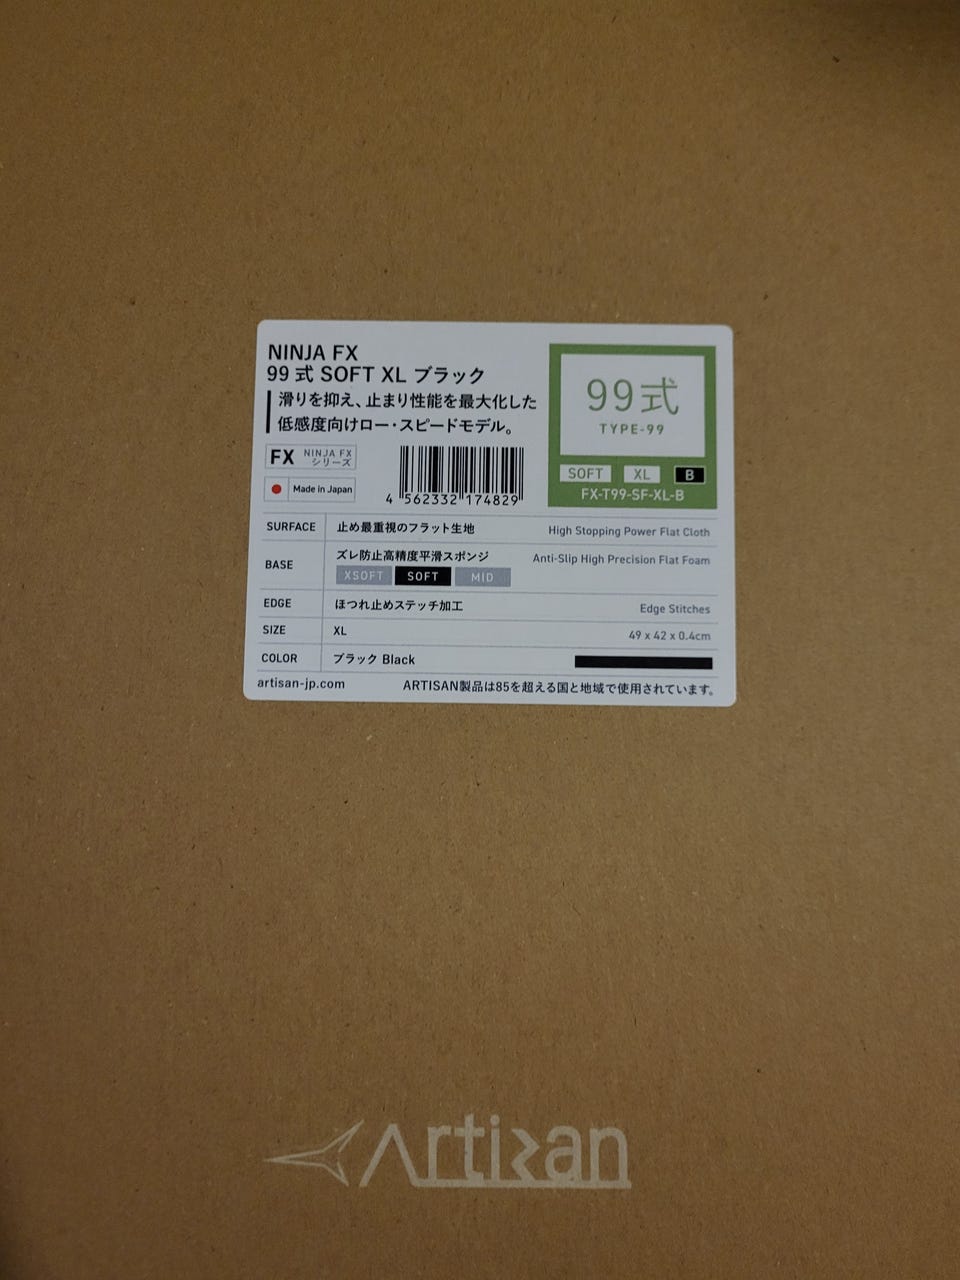 NINJA FX
99 式 SOFT XL ブラック
滑りを抑え、止まり性能を最大化した
低感度向けロー・スピードモデル。
FX NINJA FX
シリーズ
Made in Japan
4 562332 174829
99式
TYPE-99
SOFT XL B
FX-T99-SF-XL-B
SURFACE 止め最重視のフラット生地 High Stopping Power Flat Cloth
BASE ズレ防止高精度平滑スポンジ Anti-Slip High Precision Flat Foam
XSOFT SOFT MID
EDGE ほつれ止めステッチ加工 Edge Stitches
SIZE XL 49 x 42 x 0.4cm
COLOR ブラック Black
artisan-jp.com ARTISAN製品は85を超える国と地域で使用されています。
Artisan